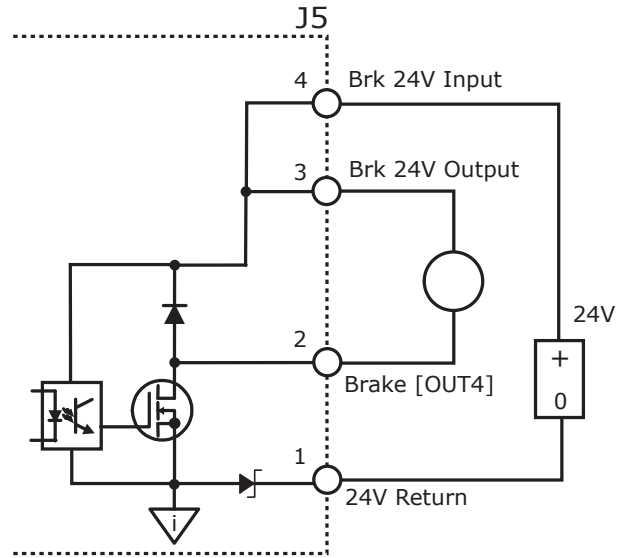 J5
4 Brk 24V Input
3 Brk 24V Output
24V
+
2
Brake [OUT4]
0
1
24V Return
i